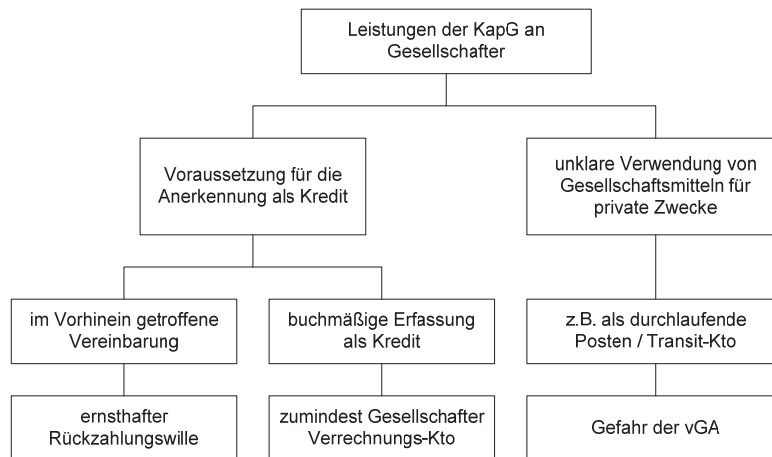 Leistungen der KapG an
Gesellschafter
Voraussetzung für die
Anerkennung als Kredit
unklare Verwendung von
Gesellschaftsmitteln für
private Zwecke
im Vorhinein getroffene
Vereinbarung
buchmäßige Erfassung
als Kredit
z.B. als durchlaufende
Posten / Transit-Kto
ernsthafter
Rückzahlungswille
zumindest Gesellschafter
Verrechnungs-Kto
Gefahr der vGA